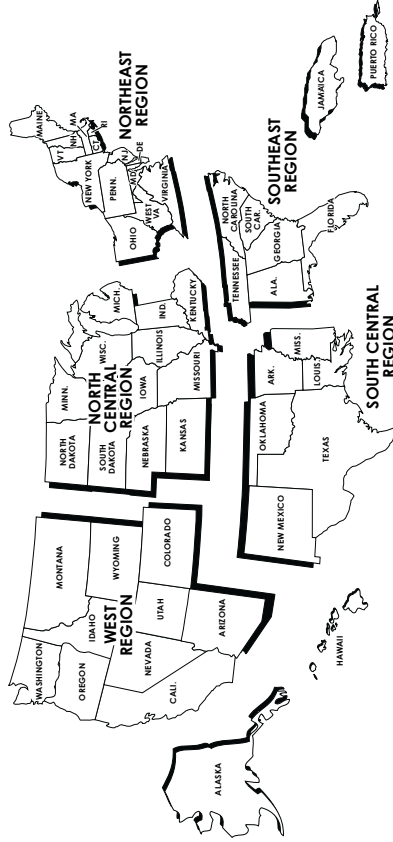 WASHINGTON
OREGON
CALI.
NEVADA
IDAHO
MONTANA
WYOMING
UTAH
COLORADO
ARIZONA
WEST
REGION
ALASKA
HAWAII
NORTH
DAKOTA
SOUTH
DAKOTA
NEBRASKA
KANSAS
MINN.
IOWA
MISSOURI
WISC.
ILLINOIS
MICH.
IND.
KENTUCKY
NORTH
CENTRAL
REGION
NEW MEXICO
TEXAS
OKLAHOMA
ARK.
LOUIS.
MISS.
SOUTH CENTRAL
REGION
OHIO
WEST
VA
VIRGINIA
PENN.
NEW YORK
VT
NH
MAINE
MA
RI
CT
NJ
DE
MD
NORTHEAST
REGION
TENNESSEE
NORTH
CAROLINA
SOUTH
CAR.
GEORGIA
ALA.
FLORIDA
SOUTHEAST
REGION
JAMAICA
PUERTO RICO